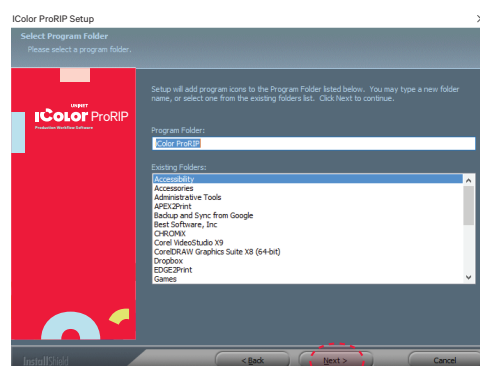 IColor ProRIP Setup
Select Program Folder
Please select a program folder.
UNINET
IColor ProRIP
Production Workflow Software
Setup will add program icons to the Program Folder listed below. You may type a new folder
name, or select one from the existing folders list. Click Next to continue.
Program Folder:
IColor ProRIP
Existing Folders:
Accessibility
Accessories
Administrative Tools
APEX2Print
Backup and Sync from Google
Best Software, Inc
CHROMiX
Corel VideoStudio X9
CorelDRAW Graphics Suite X8 (64-bit)
Dropbox
EDGE2Print
Games
InstallShield
< Back
Next >
Cancel